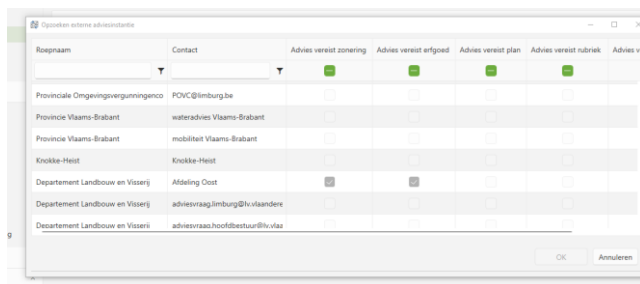 Opzoeken externe adviesinstantie
Roepnaam Contact Advies vereist zonering Advies vereist erfgoed Advies vereist plan Advies vereist rubriek Advies v
Provinciale Omgevingsvergunningenco POVC@limburg.be
Provincie Vlaams-Brabant wateradvies Vlaams-Brabant
Provincie Vlaams-Brabant mobiliteit Vlaams-Brabant
Knokke-Heist Knokke-Heist
Departement Landbouw en Visserij Afdeling Oost
Departement Landbouw en Visserij adviesvraag.limburg@lv.vlaandere
Departement Landbouw en Visserij adviesvraag.hoofdbestuur@lv.vlaa
g
OK Annuleren